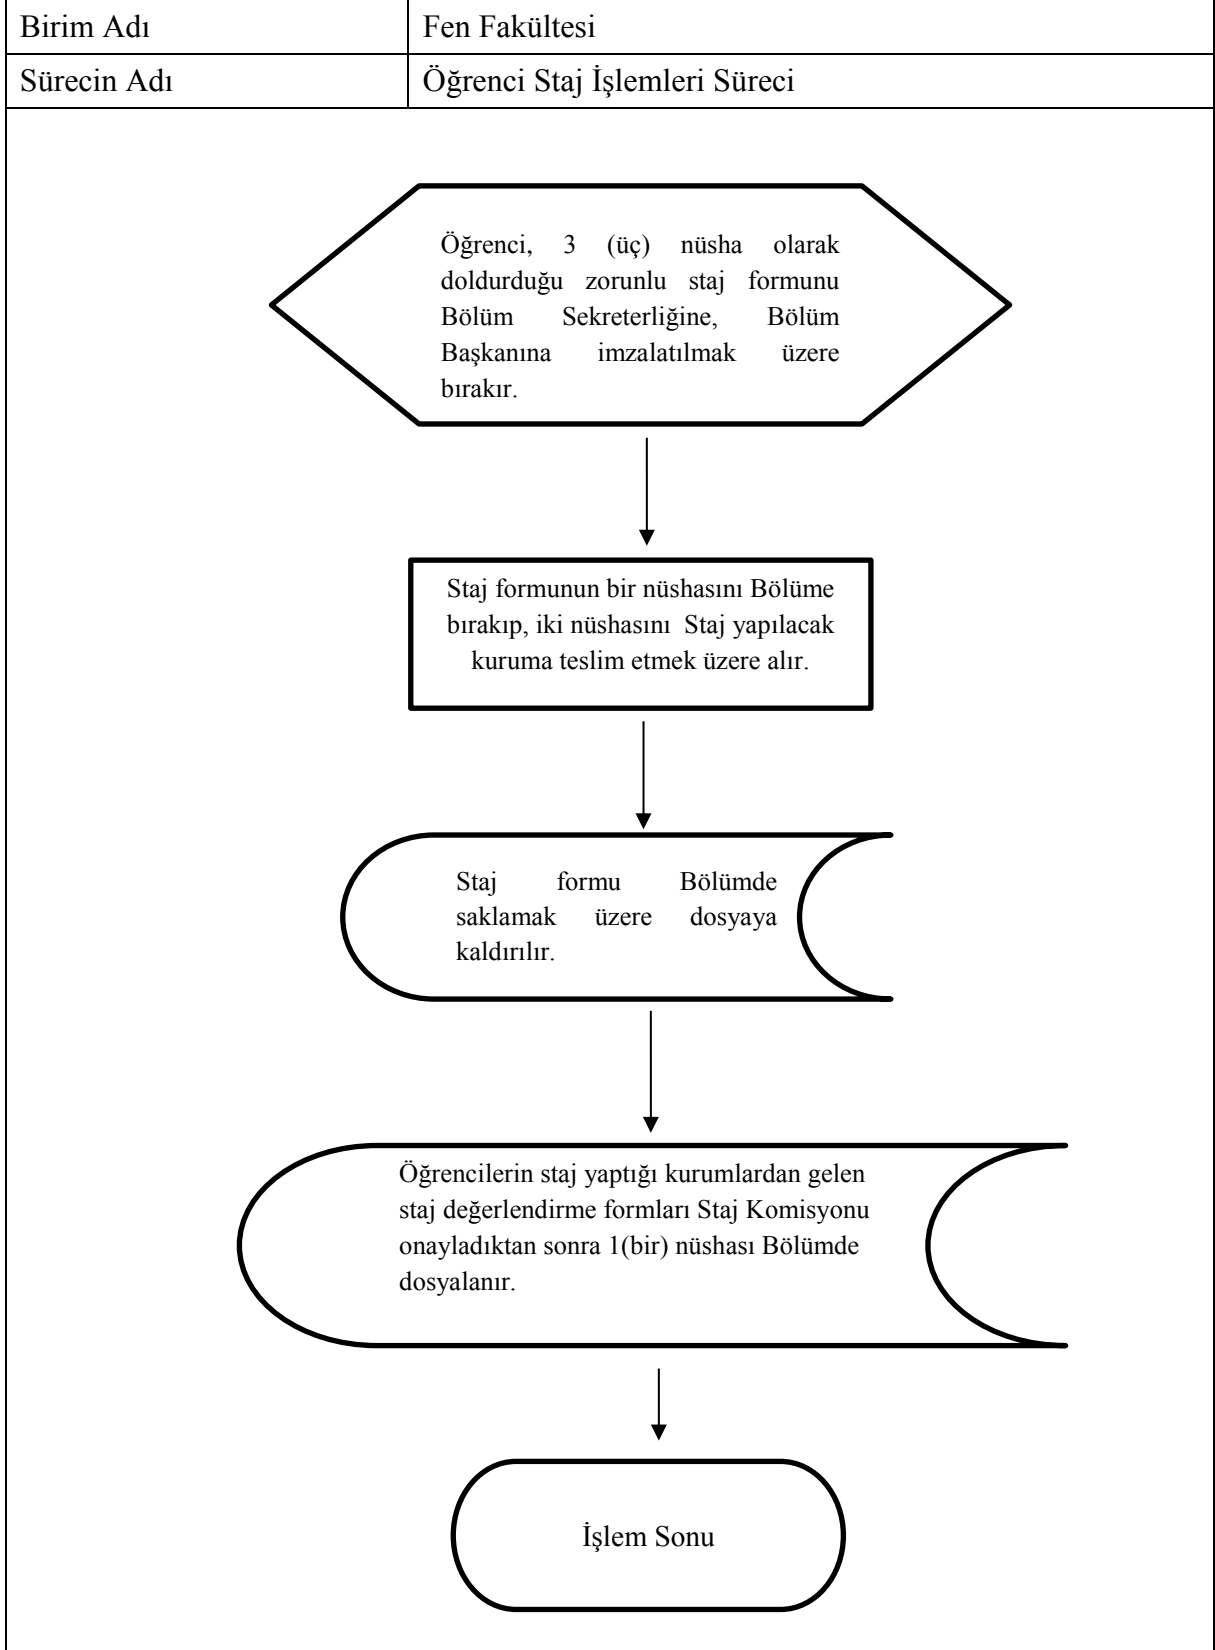 Birim Adı
Fen Fakültesi
Sürecin Adı
Öğrenci Staj İşlemleri Süreci
Öğrenci, 3 (üç) nüsha olarak
doldurduğu zorunlu staj formunu
Bölüm Sekreterliğine, Bölüm
Başkanına imzalatılmak üzere
bırakır.
Staj formunun bir nüshasını Bölüme
bırakıp, iki nüshasını Staj yapılacak
kuruma teslim etmek üzere alır.
Staj formu Bölümde
saklamak üzere dosyaya
kaldırılır.
Öğrencilerin staj yaptığı kurumlardan gelen
staj değerlendirme formları Staj Komisyonu
onayladıktan sonra 1(bir) nüshası Bölümde
dosyalanır.
İşlem Sonu